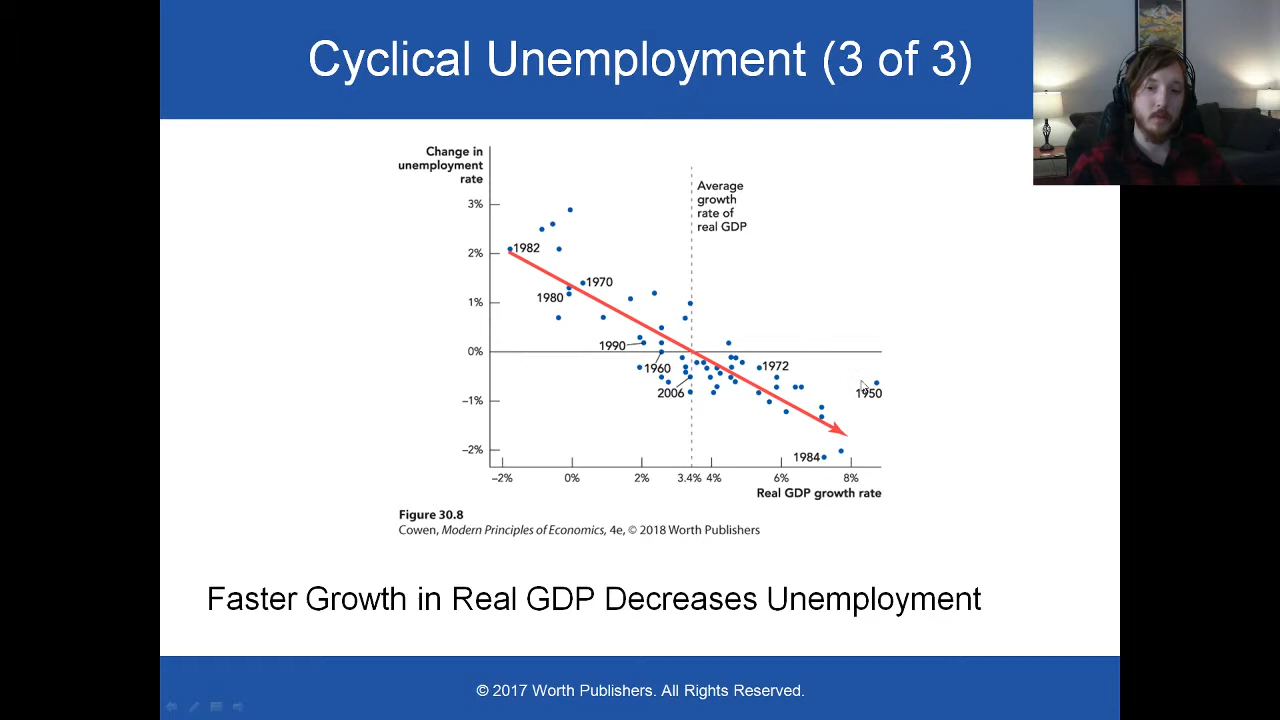 Cyclical Unemployment (3 of 3)
Change in
unemployment
rate
Average
growth
rate of
real GDP
3%
2%
1%
0%
–1%
–2%
1982
1970
1980
1990
1960
2006
1972
1950
1984
–2%
0%
2%
3.4%
4%
6%
8%
Real GDP growth rate
Figure 30.8
Cowen, Modern Principles of Economics, 4e, © 2018 Worth Publishers
Faster Growth in Real GDP Decreases Unemployment
© 2017 Worth Publishers. All Rights Reserved.